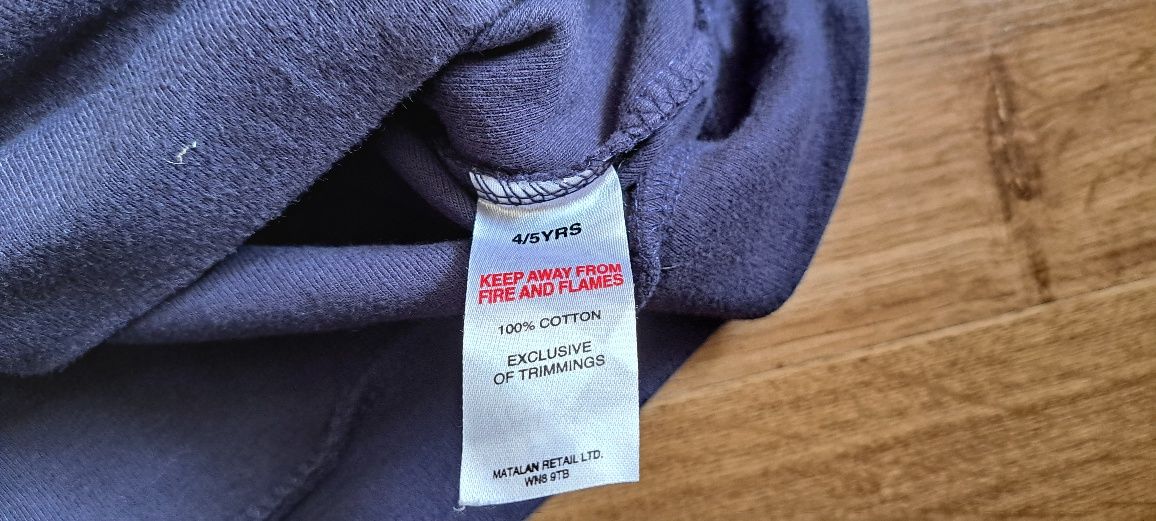 4/5YRS
KEEP AWAY FROM
FIRE AND FLAMES
100% COTTON
EXCLUSIVE
OF TRIMMINGS
MATALAN RETAIL LTD.
WN8 9TB